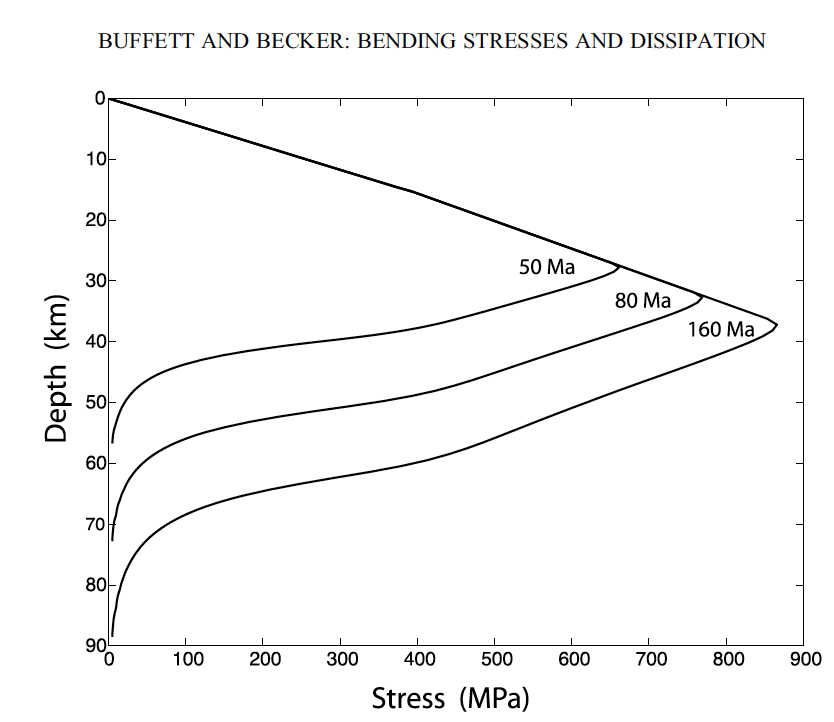 BUFFETT AND BECKER: BENDING STRESSES AND DISSIPATION
0
10
20
30
40
50
60
70
80
90
Depth (km)
50 Ma
80 Ma
160 Ma
0 100 200 300 400 500 600 700 800 900
Stress (MPa)